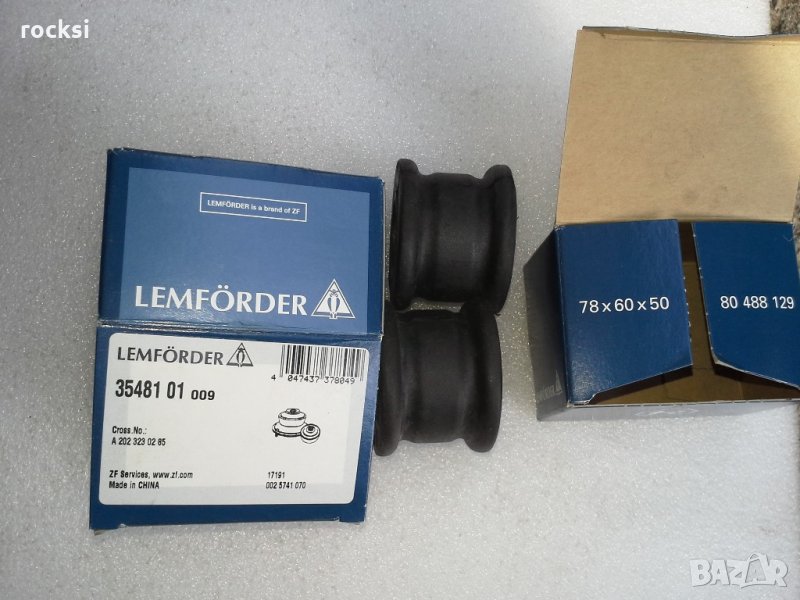 rocksi
LEMFÖRDER is a brand of ZF
LEMFÖRDER
LEMFÖRDER
35481 01 009
4 047437 378049
Cross.No.:
A 202 323 02 85
ZF Services, www.zf.com
Made in CHINA
17191
002 5741 070
78 x 60 x 50
80 488 129
BAZAR